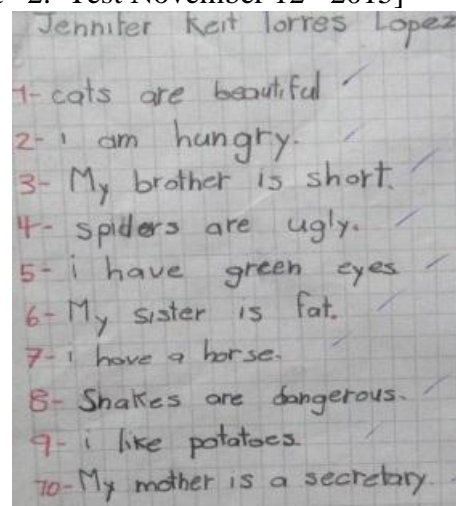 2. Test November 12 2015]
Jennifer Keit Torres Lopez
1- cats are beautiful
2- i am hungry.
3- My brother is short.
4- spiders are ugly.
5- i have green eyes
6- My sister is fat.
7- i have a horse.
8- Snakes are dangerous.
9- i like potatoes.
10- My mother is a secretary.